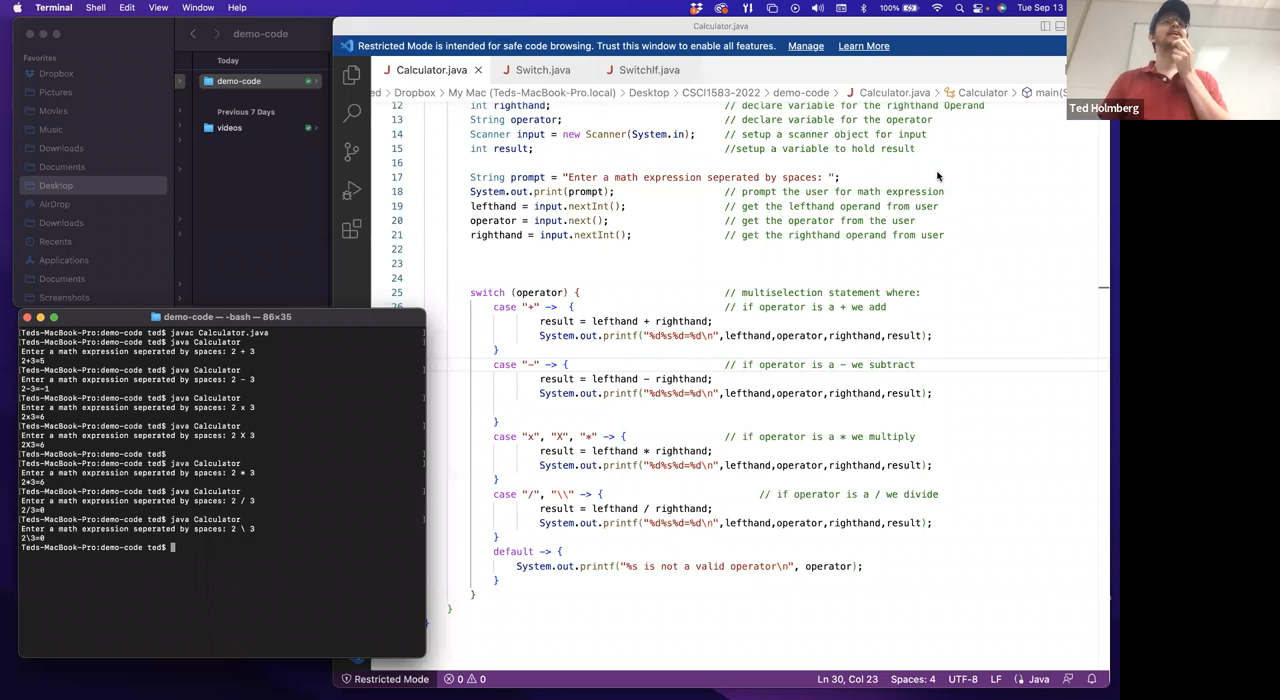 Terminal Shell Edit View Window Help 100% Tue Sep 13
Calculator.java
Restricted Mode is intended for safe code browsing. Trust this window to enable all features. Manage Learn More
J Calculator.java J Switch.java J SwitchIf.java
ed > Dropbox > My Mac (Teds-MacBook-Pro.local) > Desktop > CSCI1583-2022 > demo-code > J Calculator.java > Calculator > main(S
Ted Holmberg
demo-code
Favorites
Dropbox
Pictures
Movies
Music
Downloads
Documents
Desktop
AirDrop
Downloads
Recents
Applications
Documents
Screenshots
Today
demo-code
Previous 7 Days
videos
12 int righthand; // declare variable for the righthand Operand
13 String operator; // declare variable for the operator
14 Scanner input = new Scanner(System.in); // setup a scanner object for input
15 int result; //setup a variable to hold result
16
17 String prompt = "Enter a math expression seperated by spaces: ";
18 System.out.print(prompt); // prompt the user for math expression
19 lefthand = input.nextInt(); // get the lefthand operand from user
20 operator = input.next(); // get the operator from the user
21 righthand = input.nextInt(); // get the righthand operand from user
22
23
24
25 switch (operator) { // multiselection statement where:
case "+" -> { // if operator is a + we add
result = lefthand + righthand;
System.out.printf("%d%s%d=%d\n",lefthand,operator,righthand,result);
}
case "-" -> { // if operator is a - we subtract
result = lefthand - righthand;
System.out.printf("%d%s%d=%d\n",lefthand,operator,righthand,result);
}
case "x", "X", "*" -> { // if operator is a * we multiply
result = lefthand * righthand;
System.out.printf("%d%s%d=%d\n",lefthand,operator,righthand,result);
}
case "/", "\\" -> { // if operator is a / we divide
result = lefthand / righthand;
System.out.printf("%d%s%d=%d\n",lefthand,operator,righthand,result);
}
default -> {
System.out.printf("%s is not a valid operator\n", operator);
}
}
}
}
demo-code — -bash — 86×35
Teds-MacBook-Pro:demo-code ted$ javac Calculator.java
Teds-MacBook-Pro:demo-code ted$ java Calculator
Enter a math expression seperated by spaces: 2 + 3
2+3=5
Teds-MacBook-Pro:demo-code ted$ java Calculator
Enter a math expression seperated by spaces: 2 - 3
2-3=-1
Teds-MacBook-Pro:demo-code ted$ java Calculator
Enter a math expression seperated by spaces: 2 x 3
2x3=6
Teds-MacBook-Pro:demo-code ted$ java Calculator
Enter a math expression seperated by spaces: 2 X 3
2X3=6
Teds-MacBook-Pro:demo-code ted$
Teds-MacBook-Pro:demo-code ted$ java Calculator
Enter a math expression seperated by spaces: 2 * 3
2*3=6
Teds-MacBook-Pro:demo-code ted$ java Calculator
Enter a math expression seperated by spaces: 2 / 3
2/3=0
Teds-MacBook-Pro:demo-code ted$ java Calculator
Enter a math expression seperated by spaces: 2 \ 3
2\3=0
Teds-MacBook-Pro:demo-code ted$
Restricted Mode 0 0 Ln 30, Col 23 Spaces: 4 UTF-8 LF Java